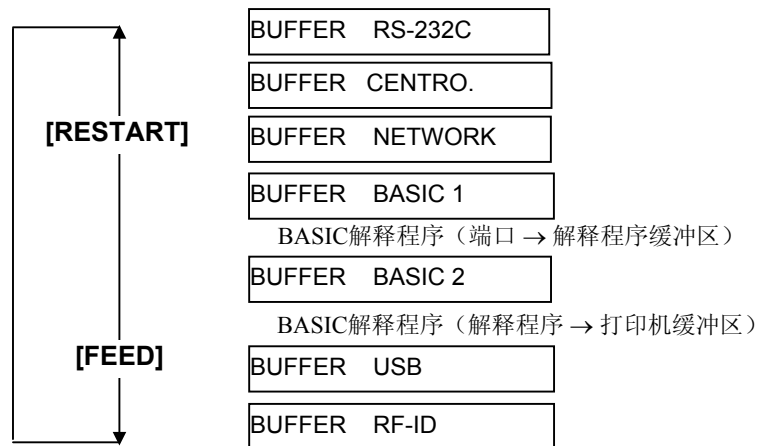 BUFFER RS-232C
BUFFER CENTRO.
[RESTART]
BUFFER NETWORK
BUFFER BASIC 1
BASIC解释程序（端口 → 解释程序缓冲区）
BUFFER BASIC 2
BASIC解释程序（解释程序 → 打印机缓冲区）
[FEED]
BUFFER USB
BUFFER RF-ID